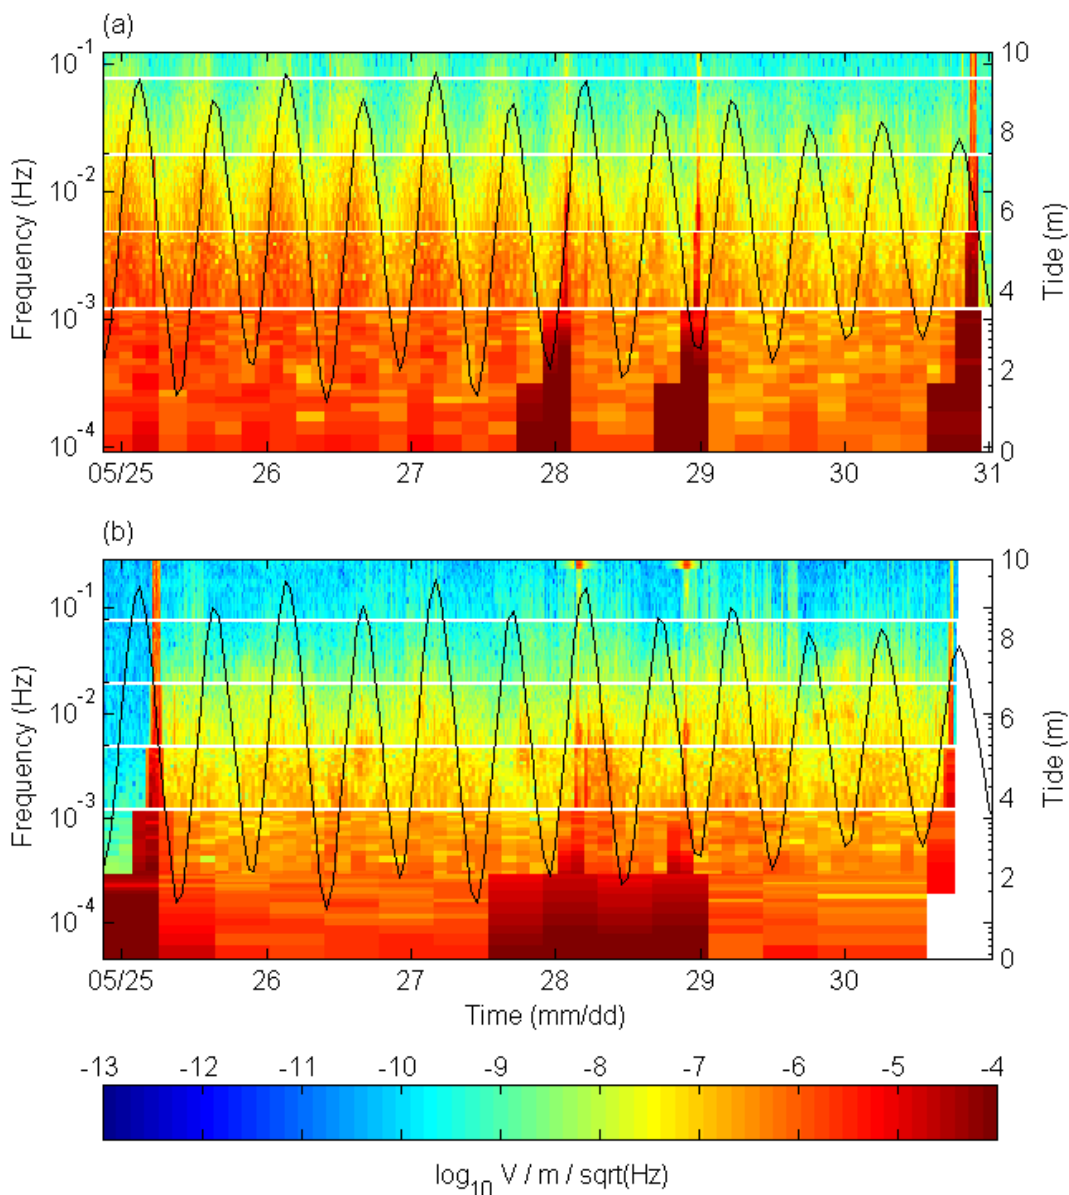 (a)
10^-1
10^-2
10^-3
10^-4
Frequency (Hz)
10
8
6
4
2
0
Tide (m)
05/25 26 27 28 29 30 31
(b)
10^-1
10^-2
10^-3
10^-4
Frequency (Hz)
10
8
6
4
2
0
Tide (m)
05/25 26 27 28 29 30
Time (mm/dd)
-13 -12 -11 -10 -9 -8 -7 -6 -5 -4
log_10 V / m / sqrt(Hz)